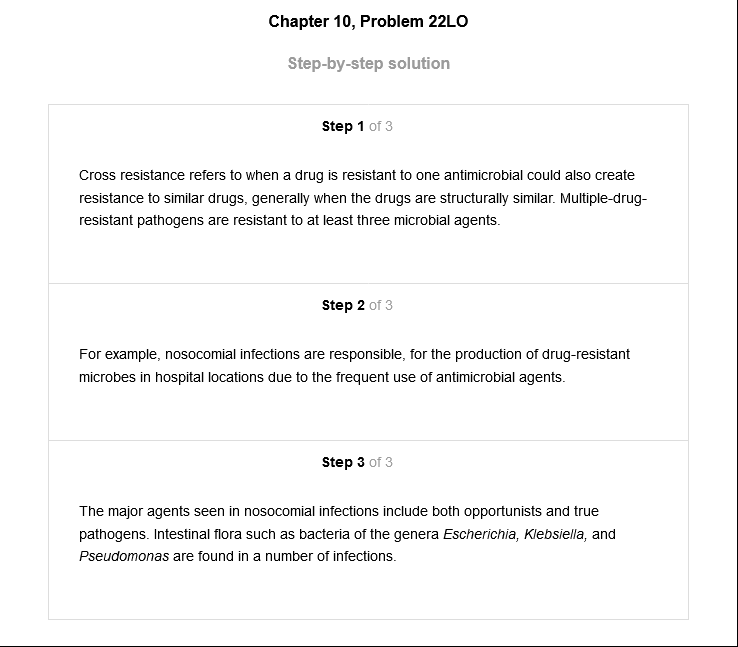 Chapter 10, Problem 22LO
Step-by-step solution
Step 1 of 3
Cross resistance refers to when a drug is resistant to one antimicrobial could also create
resistance to similar drugs, generally when the drugs are structurally similar. Multiple-drug-
resistant pathogens are resistant to at least three microbial agents.
Step 2 of 3
For example, nosocomial infections are responsible, for the production of drug-resistant
microbes in hospital locations due to the frequent use of antimicrobial agents.
Step 3 of 3
The major agents seen in nosocomial infections include both opportunists and true
pathogens. Intestinal flora such as bacteria of the genera Escherichia, Klebsiella, and
Pseudomonas are found in a number of infections.